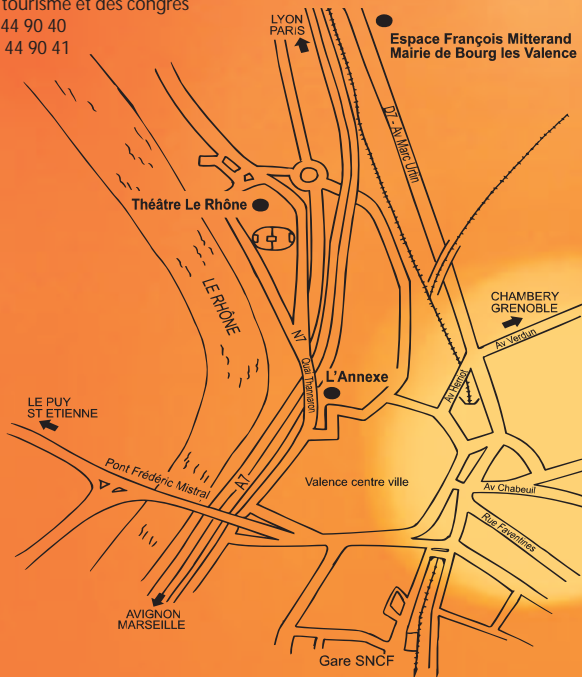 tourisme et des congrès
44 90 40
44 90 41
LYON
PARIS
Espace François Mitterand
Mairie de Bourg les Valence
D7 - Av Marc Urtin
Théâtre Le Rhône
LE RHÔNE
CHAMBERY
GRENOBLE
Av Verdun
N7
Quai Thannaron
L'Annexe
Av Herriot
LE PUY
ST ETIENNE
Pont Frédéric Mistral
A7
Valence centre ville
Av Chabeuil
Rue Faventines
AVIGNON
MARSEILLE
Gare SNCF